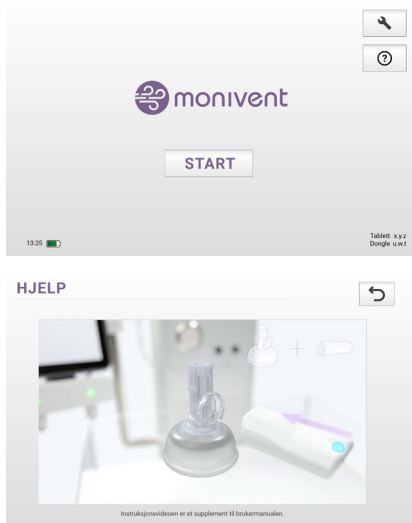 monivent
START
13:25
Tablett x.y.z
Dongle u.w.t
HJELP
Instruksjonsvideoen er et supplement til brukermanualen.